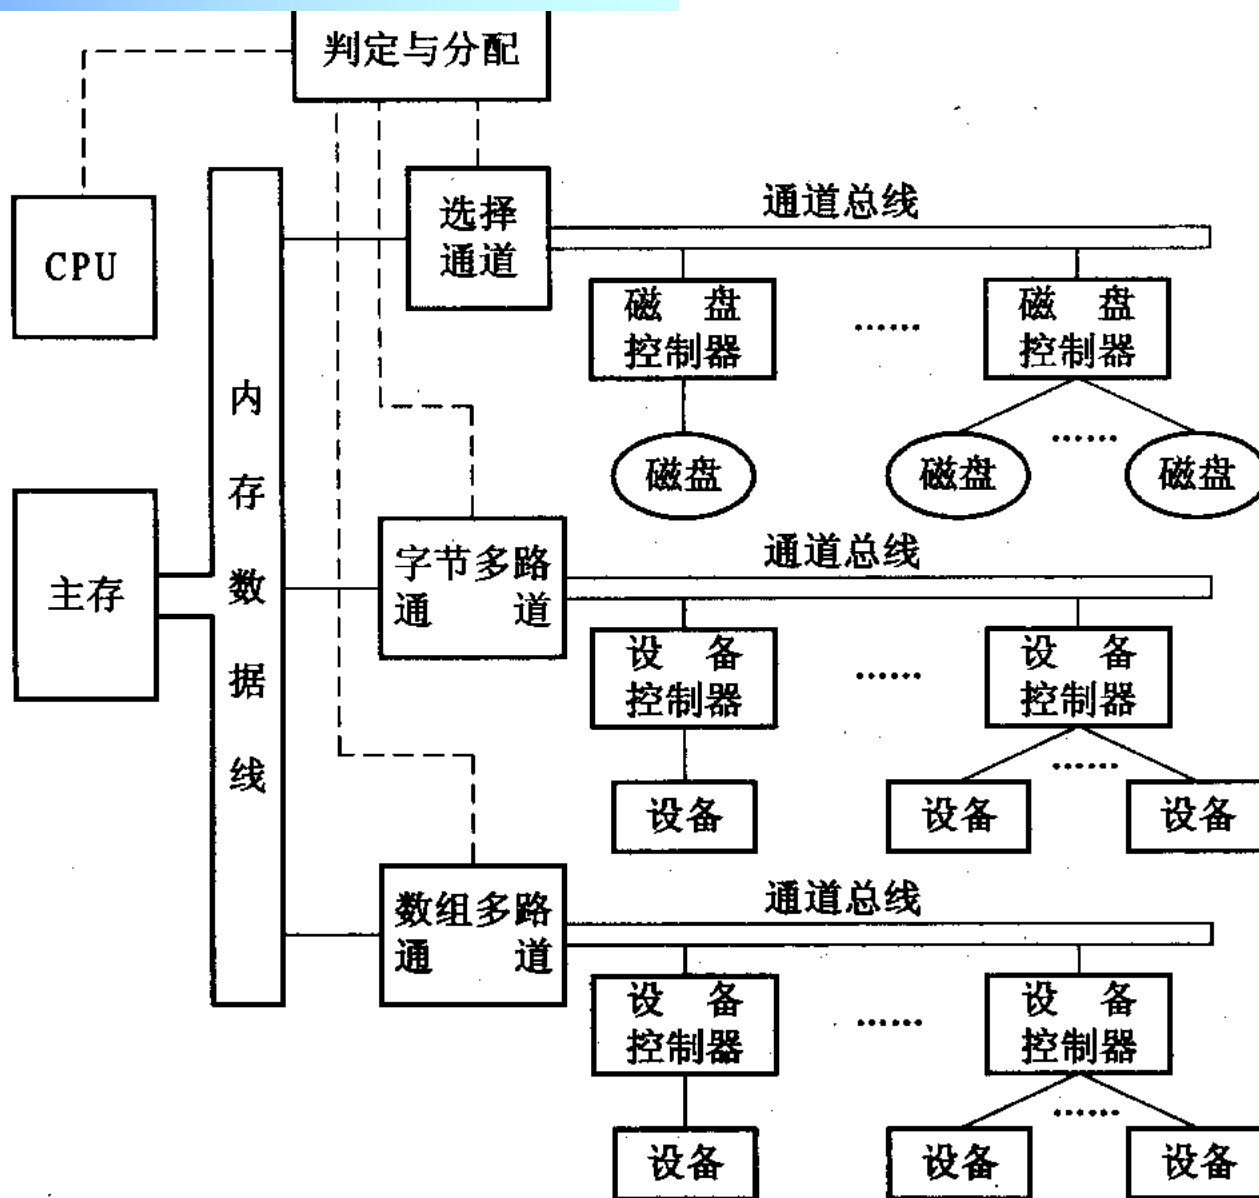 判定与分配
CPU
主存
内存数据线
选择
通道
通道总线
磁 盘
控制器
……
磁 盘
控制器
磁盘
磁盘
……
磁盘
字节多路
通 道
通道总线
设 备
控制器
……
设 备
控制器
设备
设备
……
设备
数组多路
通 道
通道总线
设 备
控制器
……
设 备
控制器
设备
设备
……
设备